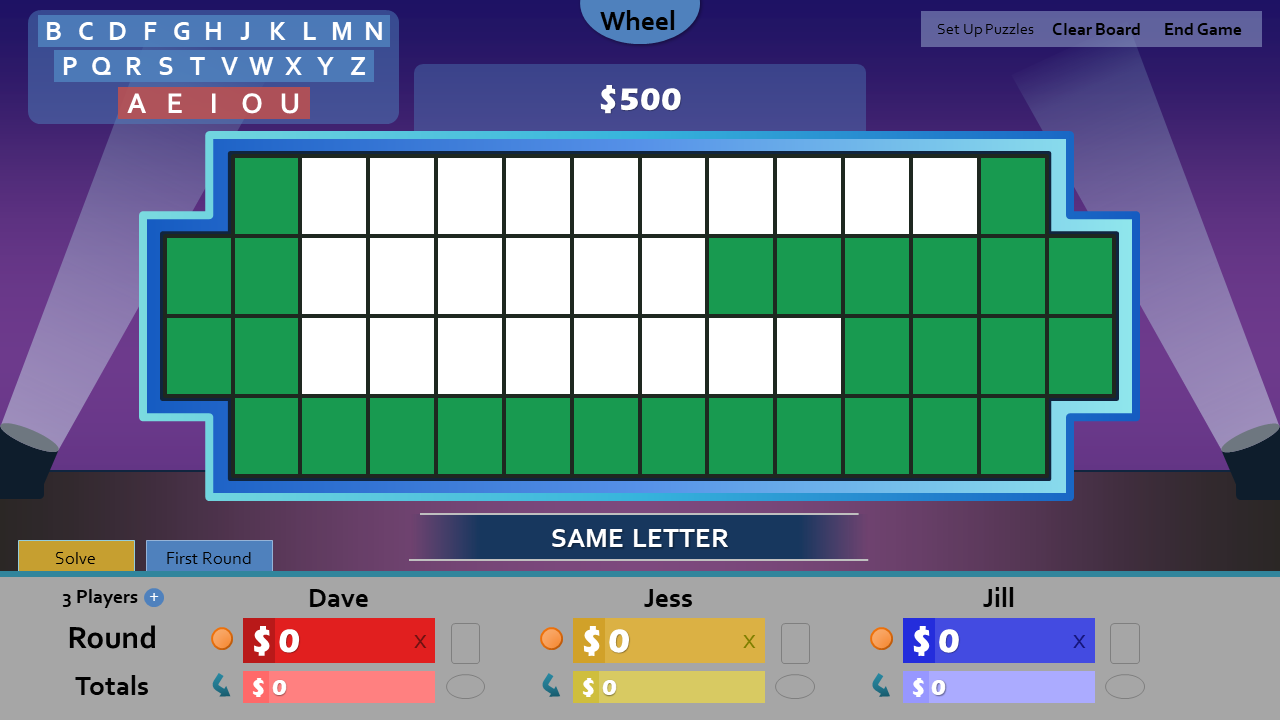 B C D F G H J K L M N
P Q R S T V W X Y Z
A E I O U
Wheel
Set Up Puzzles Clear Board End Game
$500
SAME LETTER
Solve First Round
3 Players + Dave Jess Jill
Round $ 0 x $ 0 x $ 0 x
Totals $ 0 $ 0 $ 0